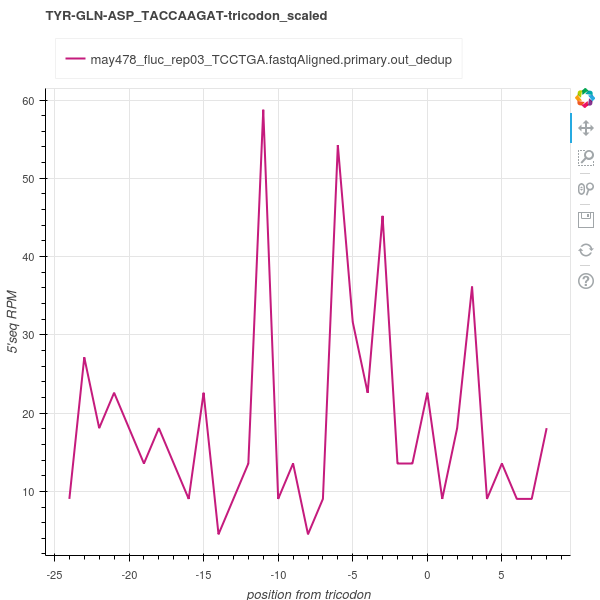 TYR-GLN-ASP_TACCAAGAT-tricodon_scaled
may478_fluc_rep03_TCCTGA.fastqAligned.primary.out_dedup
60
50
40
30
20
10
5'seq RPM
-25 -20 -15 -10 -5 0 5
position from tricodon